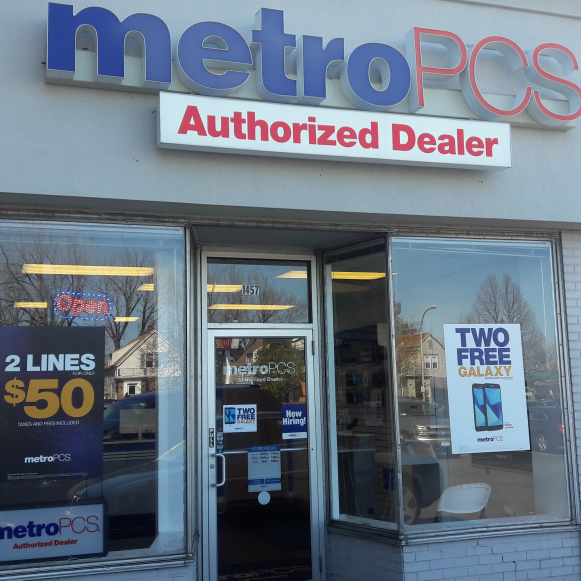 metroPCS
Authorized Dealer
1457
Open
2 LINES
FOR ONLY
$50
TAXES AND FEES INCLUDED
metroPCS.
metroPCS.
Authorized Dealer
metroPCS.
Authorized Dealer
TWO
FREE
GALAXY
Now
Hiring!
TWO
FREE
GALAXY
metroPCS